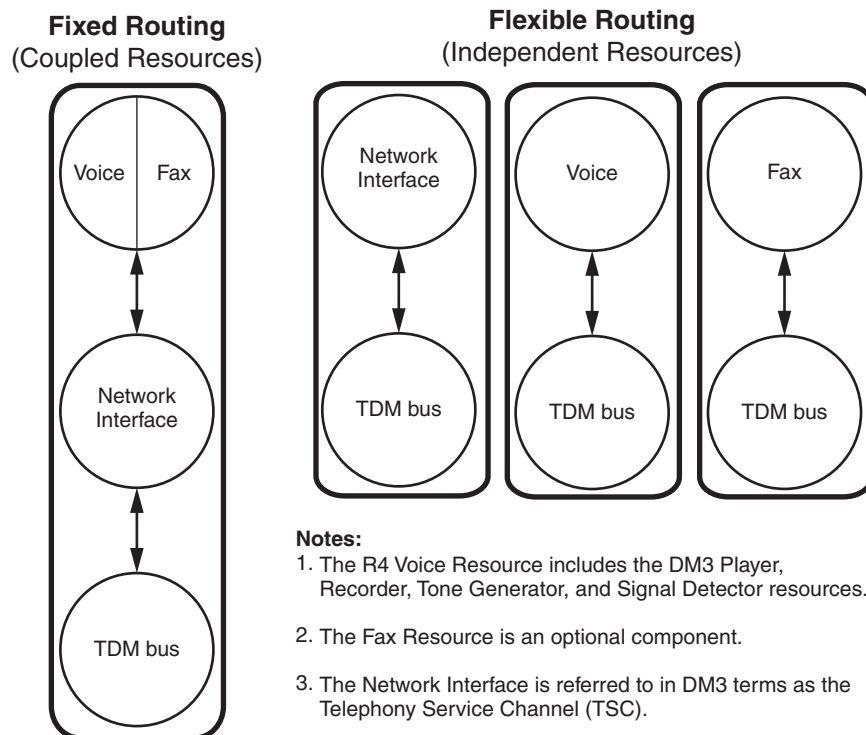 Fixed Routing
(Coupled Resources)
Voice
Fax
Network
Interface
TDM bus
Flexible Routing
(Independent Resources)
Network
Interface
TDM bus
Voice
TDM bus
Fax
TDM bus
Notes:
1. The R4 Voice Resource includes the DM3 Player,
Recorder, Tone Generator, and Signal Detector resources.
2. The Fax Resource is an optional component.
3. The Network Interface is referred to in DM3 terms as the
Telephony Service Channel (TSC).